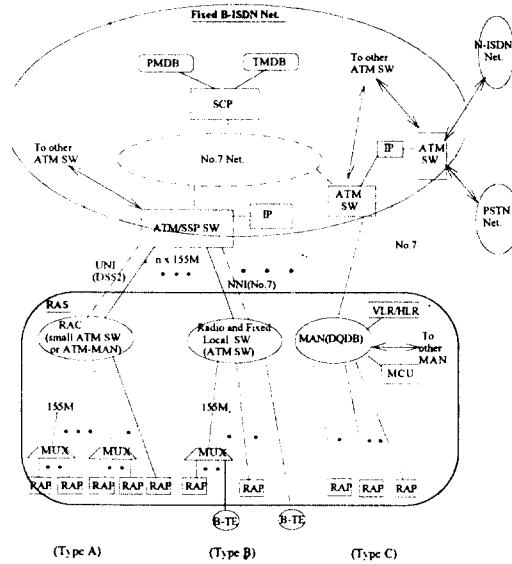 Fixed B-ISDN Net.
PMDB
TMDB
SCP
To other
ATM SW
N-ISDN
Net.
No.7 Net.
IP
ATM
SW
To other
ATM SW
ATM
SW
ATM/SSP SW
IP
PSTN
Net.
No.7
UNI
(DSS2)
n x 155M
NNI(No.7)
RAS
RAC
(small ATM SW
or ATM-MAN)
Radio and Fixed
Local SW
(ATM SW)
MAN(DQDB)
VLR/HLR
To
other
MAN
MCU
155M
155M
MUX
MUX
MUX
RAP
RAP
RAP
RAP
RAP
RAP
RAP
RAP
RAP
RAP
B-TE
B-TE
(Type A)
(Type B)
(Type C)